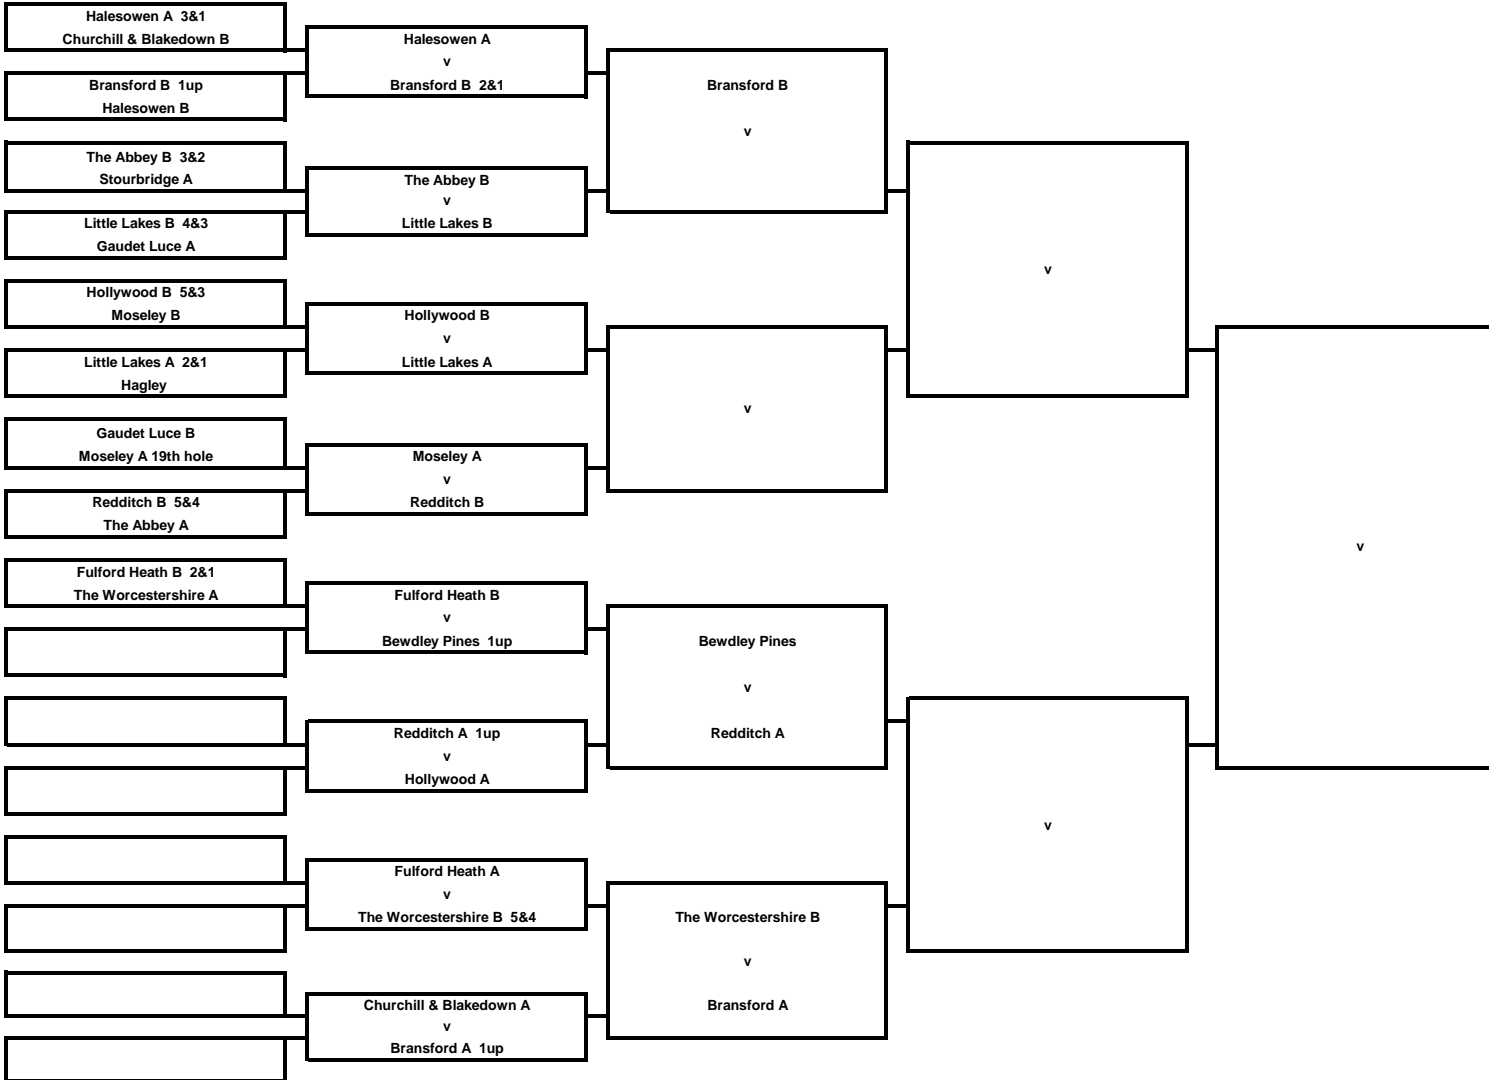 Halesowen A 3&1
Churchill & Blakedown B
Bransford B 1up
Halesowen B
The Abbey B 3&2
Stourbridge A
Little Lakes B 4&3
Gaudet Luce A
Hollywood B 5&3
Moseley B
Little Lakes A 2&1
Hagley
Gaudet Luce B
Moseley A 19th hole
Redditch B 5&4
The Abbey A
Fulford Heath B 2&1
The Worcestershire A
Halesowen A
v
Bransford B 2&1
The Abbey B
v
Little Lakes B
Hollywood B
v
Little Lakes A
Moseley A
v
Redditch B
Fulford Heath B
v
Bewdley Pines 1up
Redditch A 1up
v
Hollywood A
Fulford Heath A
v
The Worcestershire B 5&4
Churchill & Blakedown A
v
Bransford A 1up
Bransford B
v
v
Bewdley Pines
v
Redditch A
The Worcestershire B
v
Bransford A
v
v
v